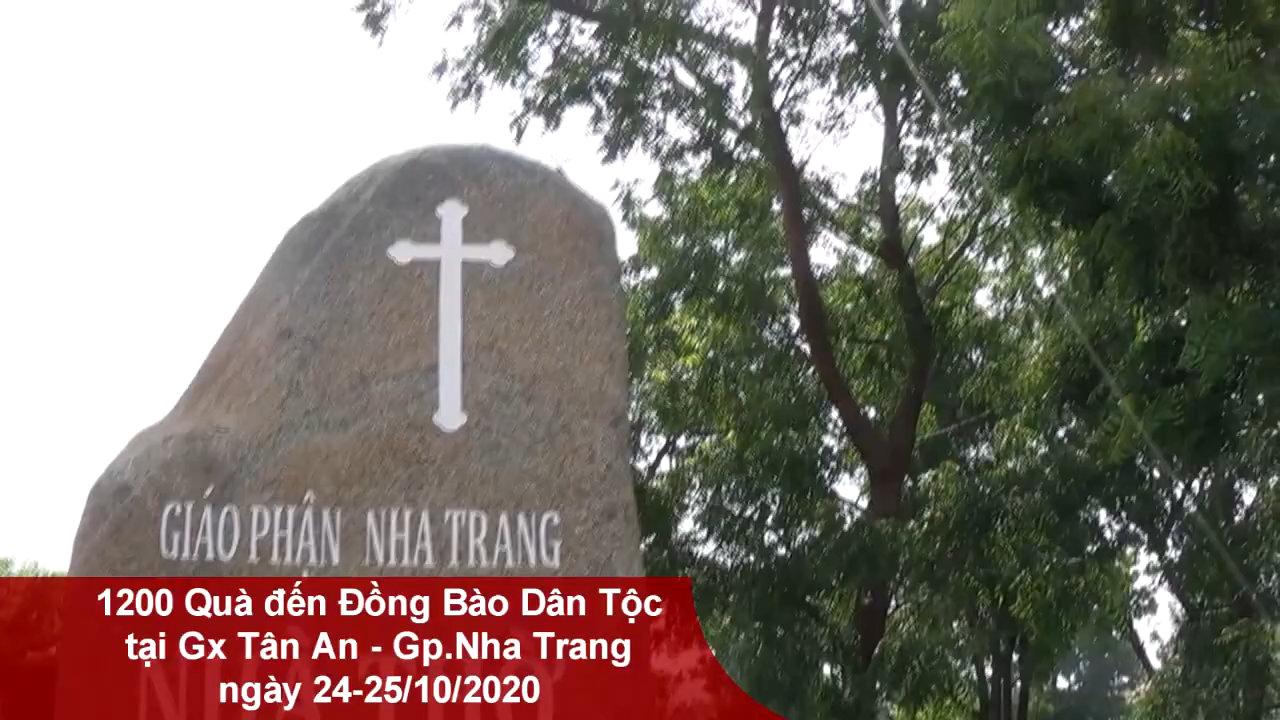 GIÁO PHẬN NHA TRANG
1200 Quà đến Đồng Bào Dân Tộc
tại Gx Tân An - Gp.Nha Trang
ngày 24-25/10/2020